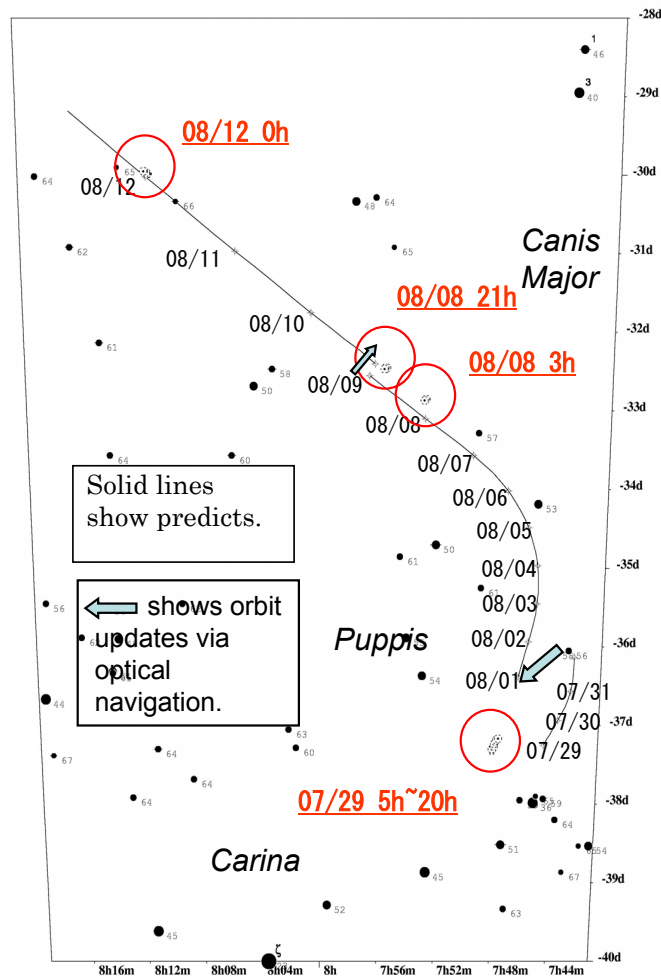 -28d
1
46
3
40
-29d
08/12 0h
-30d
64
65
08/12
66
48
64
08/11
62
65
-31d
Canis
Major
08/08 21h
08/10
-32d
61
58
50
08/09
08/08 3h
-33d
08/08
57
64
60
08/07
Solid lines
show predicts.
-34d
08/06
53
08/05
50
61
-35d
08/04
61
08/03
56
shows orbit
updates via
optical
navigation.
Puppis
08/02
-36d
56
54
08/01
07/31
44
07/30
-37d
63
07/29
64
60
67
64
07/29 5h~20h
64
-38d
59
36
64
51
54
Carina
45
67
-39d
52
63
45
ζ
-40d
8h16m
8h12m
8h08m
8h04m
8h
7h56m
7h52m
7h48m
7h44m